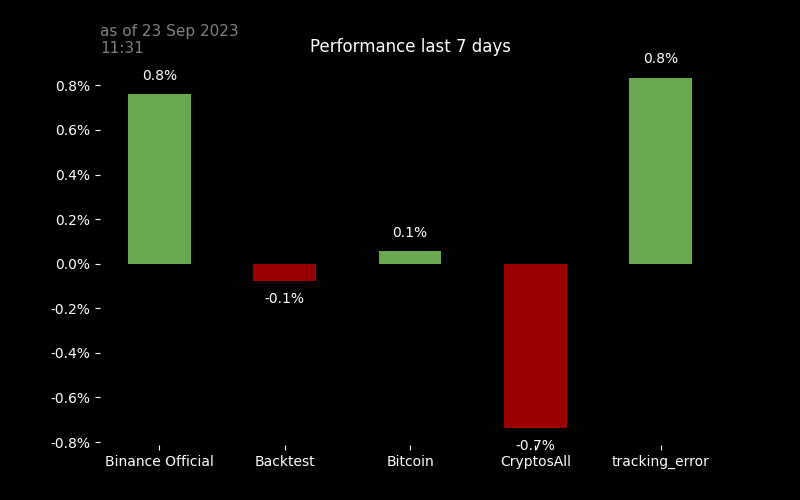 as of 23 Sep 2023
11:31
Performance last 7 days
0.8%
0.6%
0.4%
0.2%
0.0%
-0.2%
-0.4%
-0.6%
-0.8%
0.8%
-0.1%
0.1%
-0.7%
0.8%
Binance Official
Backtest
Bitcoin
CryptosAll
tracking_error